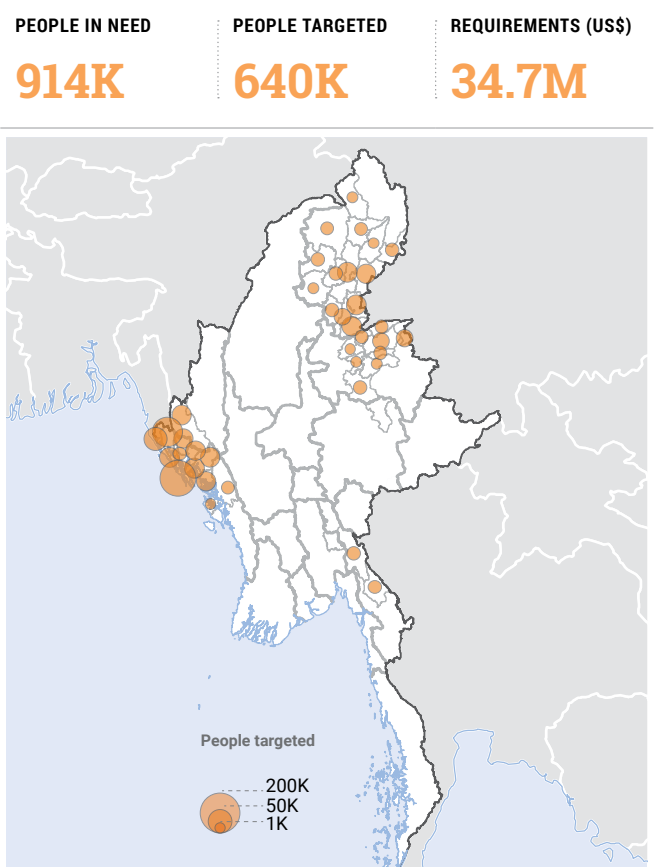 PEOPLE IN NEED
914K
PEOPLE TARGETED
640K
REQUIREMENTS (US$)
34.7M
People targeted
200K
50K
1K